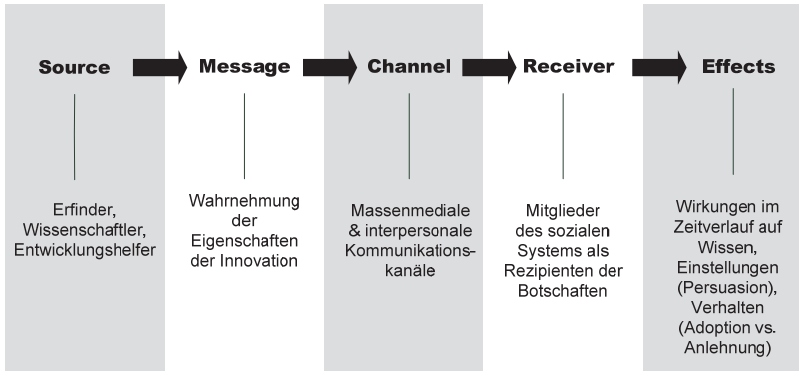 Source
Message
Channel
Receiver
Effects
Erfinder,
Wissenschaftler,
Entwicklungshelfer
Wahrnehmung
der
Eigenschaften
der Innovation
Massenmediale
& interpersonale
Kommunikations-
kanäle
Mitglieder
des sozialen
Systems als
Rezipienten der
Botschaften
Wirkungen im
Zeitverlauf auf
Wissen,
Einstellungen
(Persuasion),
Verhalten
(Adoption vs.
Anlehnung)